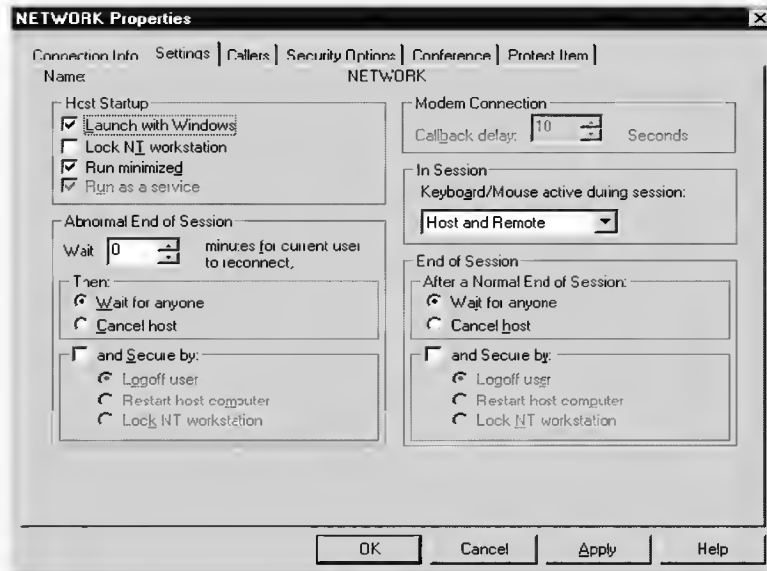 NETWORK Properties
Connection Info Settings Callers Security Options Conference Protect Item
Name: NETWORK
Host Startup
Launch with Windows
Lock NT workstation
Run minimized
Run as a service
Abnormal End of Session
Wait 0 minutes for current user
to reconnect,
Then:
Wait for anyone
Cancel host
and Secure by:
Logoff user
Restart host computer
Lock NT workstation
Modem Connection
Callback delay: 10 Seconds
In Session
Keyboard/Mouse active during session:
Host and Remote
End of Session
After a Normal End of Session:
Wait for anyone
Cancel host
and Secure by:
Logoff user
Restart host computer
Lock NT workstation
OK Cancel Apply Help